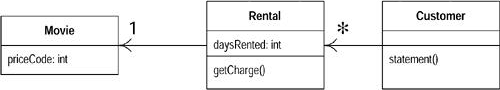 Movie
priceCode: int
1
Rental
daysRented: int
getCharge()
*
Customer
statement()